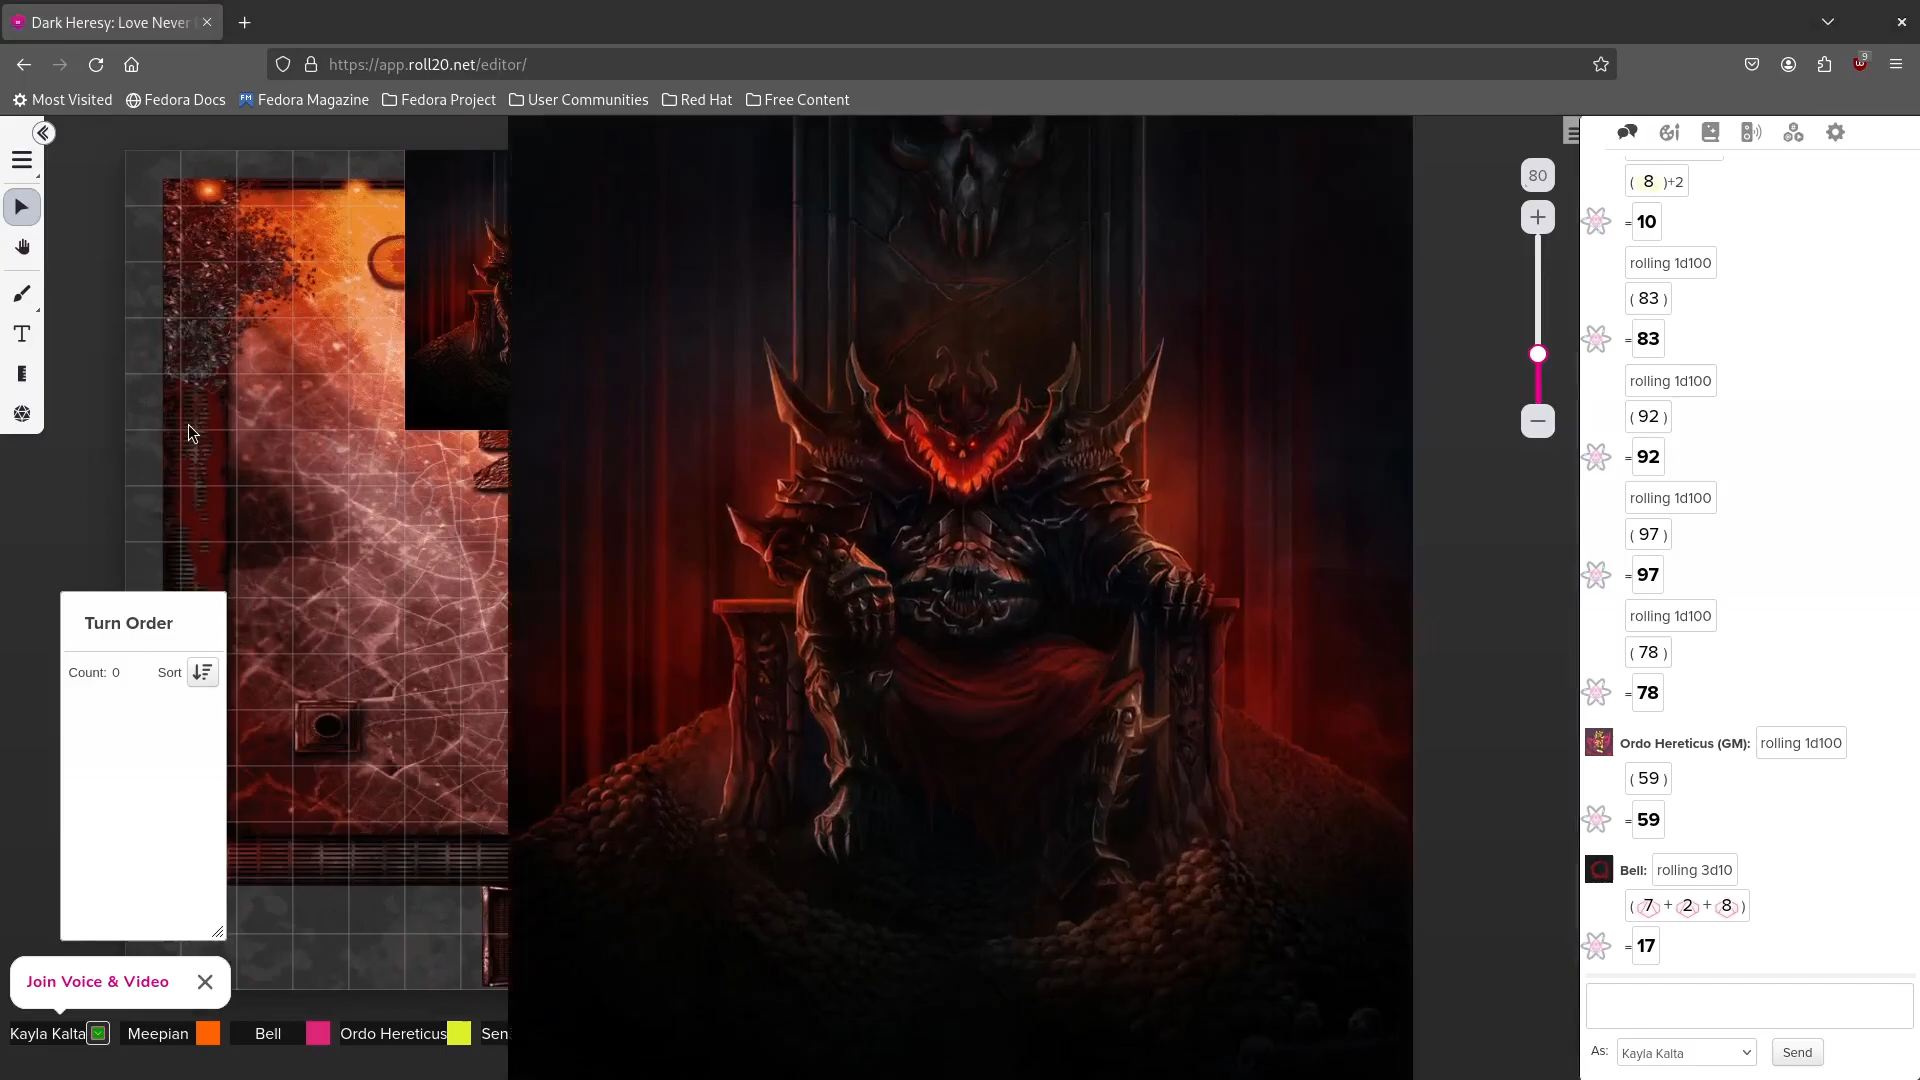 Dark Heresy: Love Never
https://app.roll20.net/editor/
9
Most Visited
Fedora Docs
Fedora Magazine
Fedora Project
User Communities
Red Hat
Free Content
80
( 8 )+2
=10
rolling 1d100
( 83 )
=83
rolling 1d100
( 92 )
=92
rolling 1d100
( 97 )
=97
rolling 1d100
( 78 )
=78
Ordo Hereticus (GM): rolling 1d100
( 59 )
=59
Bell: rolling 3d10
( 7 + 2 + 8 )
=17
Turn Order
Count: 0 Sort
Join Voice & Video
Kayla Kalta
Meepian
Bell
Ordo Hereticus
Sen
As: Kayla Kalta
Send